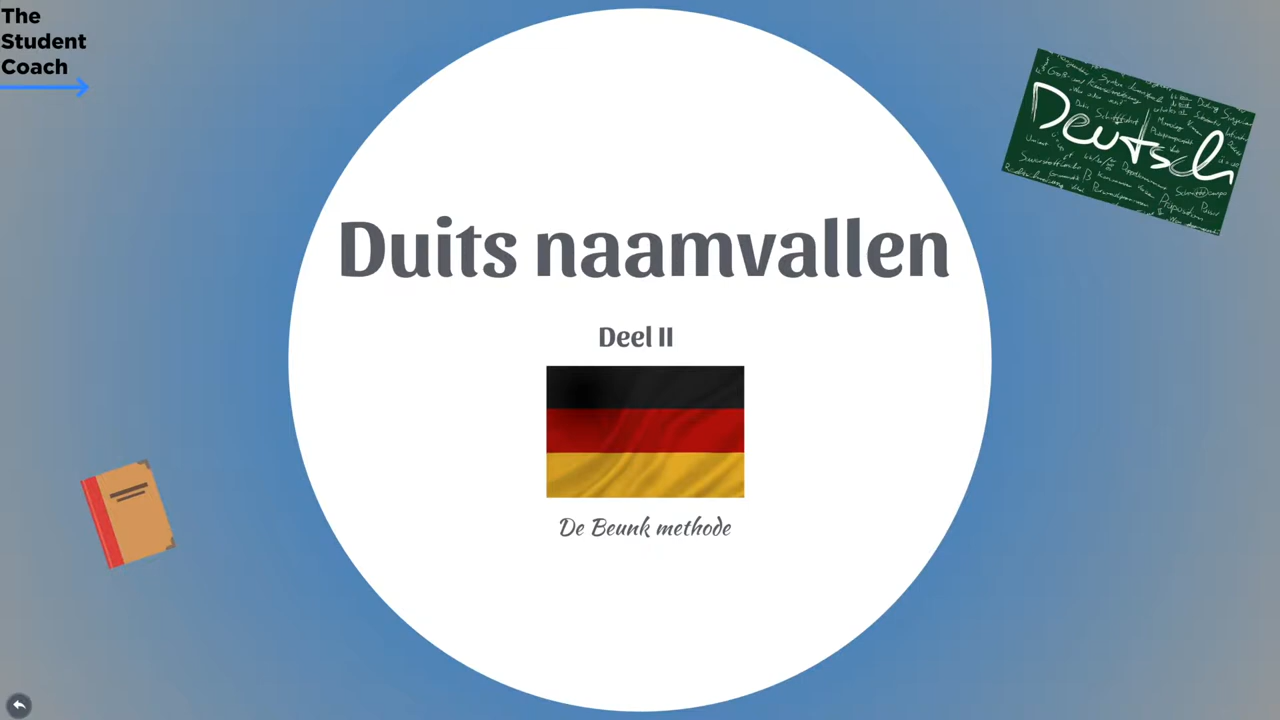 The
Student
Coach
Deutsch
Duits naamvallen
Deel II
De Beunk methode